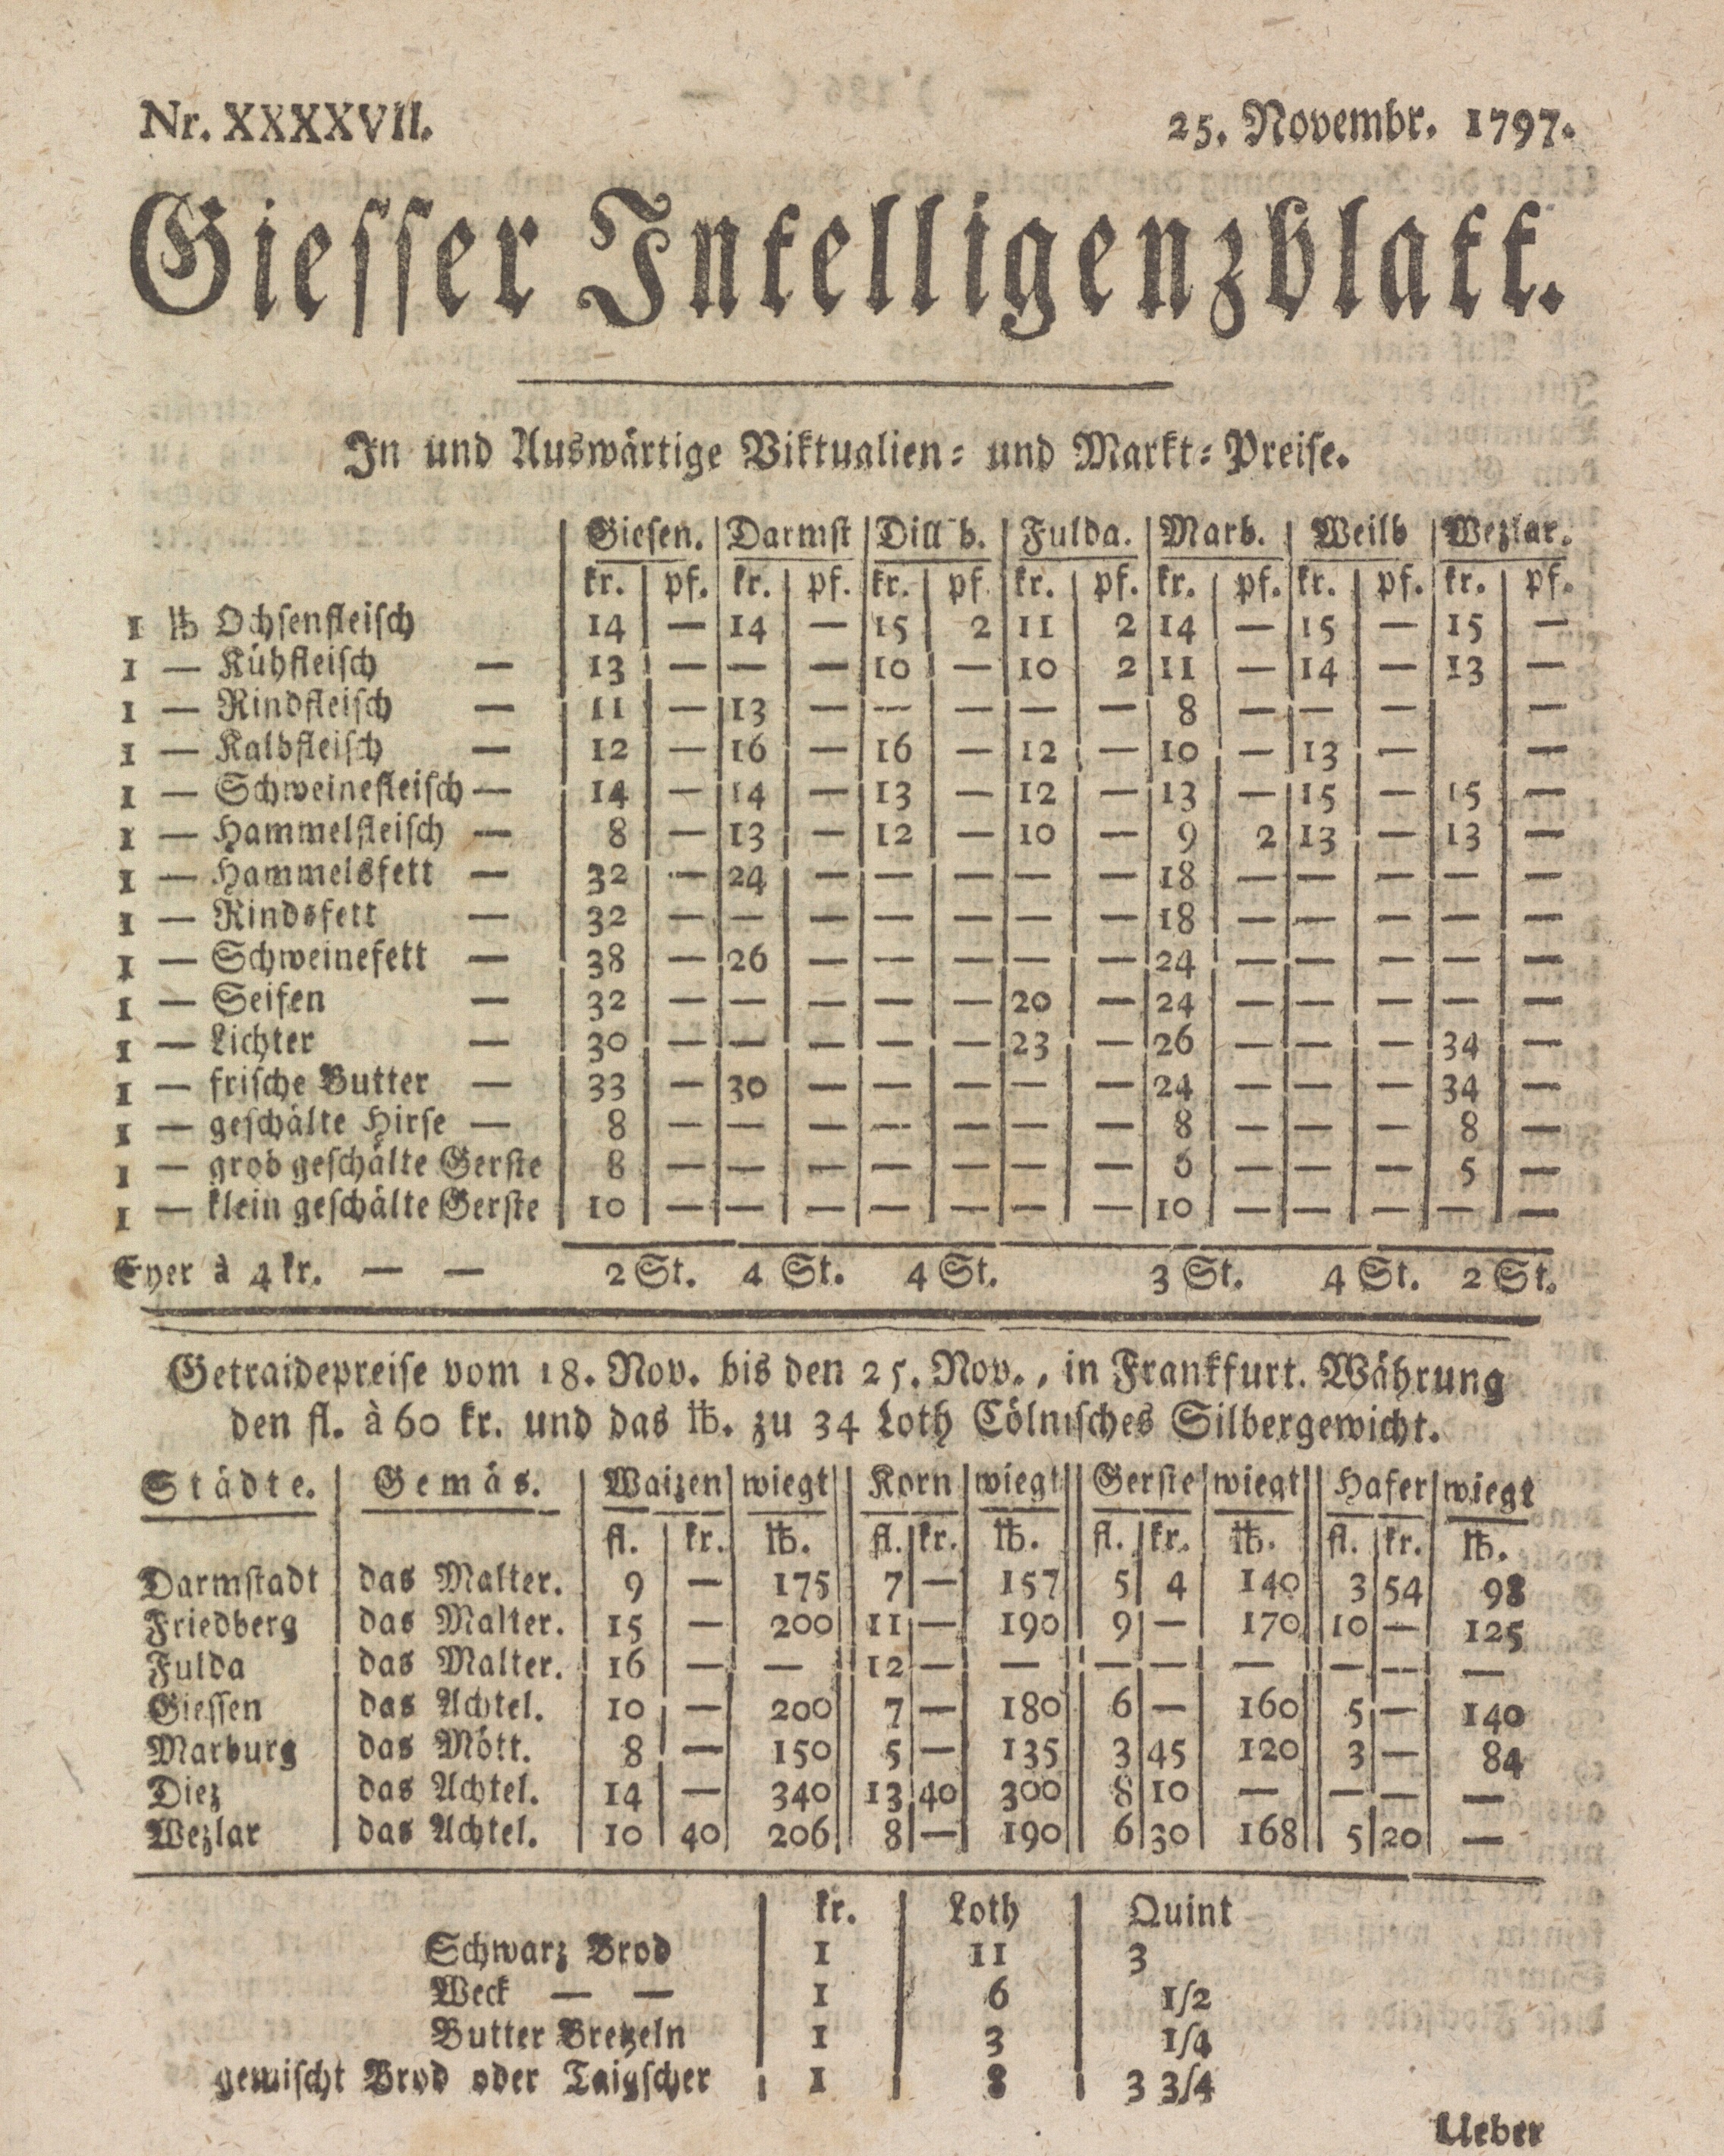 Nr. XXXXVII. 25. Novembr. 1797.
Giesser Intelligenzblatt.
In und Auswärtige Viktualien- und Markt-Preise.
Giesen. Darmst Dill b. Fulda. Marb. Weilb Wezlar.
kr. pf. kr. pf. kr. pf kr. pf. kr. pf. kr. pf. kr. pf.
1 ℔ Ochsenfleisch 14 — 14 — 15 2 11 2 14 — 15 — 15 —
1 — Kühfleisch — 13 — — — 10 — 10 2 11 — 14 — 13 —
1 — Rindfleisch — 11 — 13 — — — — — 8 — — — —
1 — Kalbfleisch — 12 — 16 — 16 — 12 — 10 — 13 — —
1 — Schweinefleisch — 14 — 14 — 13 — 12 — 13 — 15 — 15 —
1 — Hammelfleisch — 8 — 13 — 12 — 10 — 9 2 13 — 13 —
1 — Hammelsfett — 32 — 24 — — — — — 18 — — — — —
1 — Rindsfett — 32 — — — — — — — 18 — — — — —
1 — Schweinefett — 38 — 26 — — — — — 24 — — — — —
1 — Seifen — 32 — — — — — 20 — 24 — — — — —
1 — Lichter — 30 — — — — — 23 — 26 — — — 34 —
1 — frische Butter — 33 — 30 — — — — — 24 — — — 34 —
1 — geschälte Hirse — 8 — — — — — — — 8 — — — 8 —
1 — grob geschälte Gerste 8 — — — — — — — 6 — — — 5 —
1 — klein geschälte Gerste 10 — — — — — — — 10 — — — — —
Eyer à 4 kr. — — 2 St. 4 St. 4 St. 3 St. 4 St. 2 St.
Getraidepreise vom 18. Nov. bis den 25. Nov., in Frankfurt. Währung
den fl. à 60 kr. und das ℔. zu 34 Loth Cölnisches Silbergewicht.
Städte. Gemäs. Waizen wiegt Korn wiegt Gerste wiegt Hafer wiegt
fl. kr. ℔. fl. kr. ℔. fl. kr. ℔. fl. kr. ℔.
Darmstadt das Malter. 9 — 175 7 — 157 5 4 140 3 54 98
Friedberg das Malter. 15 — 200 11 — 190 9 — 170 10 — 125
Fulda das Malter. 16 — — 12 — — — — — — — —
Giessen das Achtel. 10 — 200 7 — 180 6 — 160 5 — 140
Marburg das Mött. 8 — 150 5 — 135 3 45 120 3 — 84
Diez das Achtel. 14 — 340 13 40 300 8 10 — — — —
Wezlar das Achtel. 10 40 206 8 — 190 6 30 168 5 20 —
kr. Loth Quint
Schwarz Brod 1 11 3
Weck — — 1 6 1/2
Butter Bretzeln 1 3 1/4
gemischt Brod oder Taigscher 1 8 3 3/4
Ueber